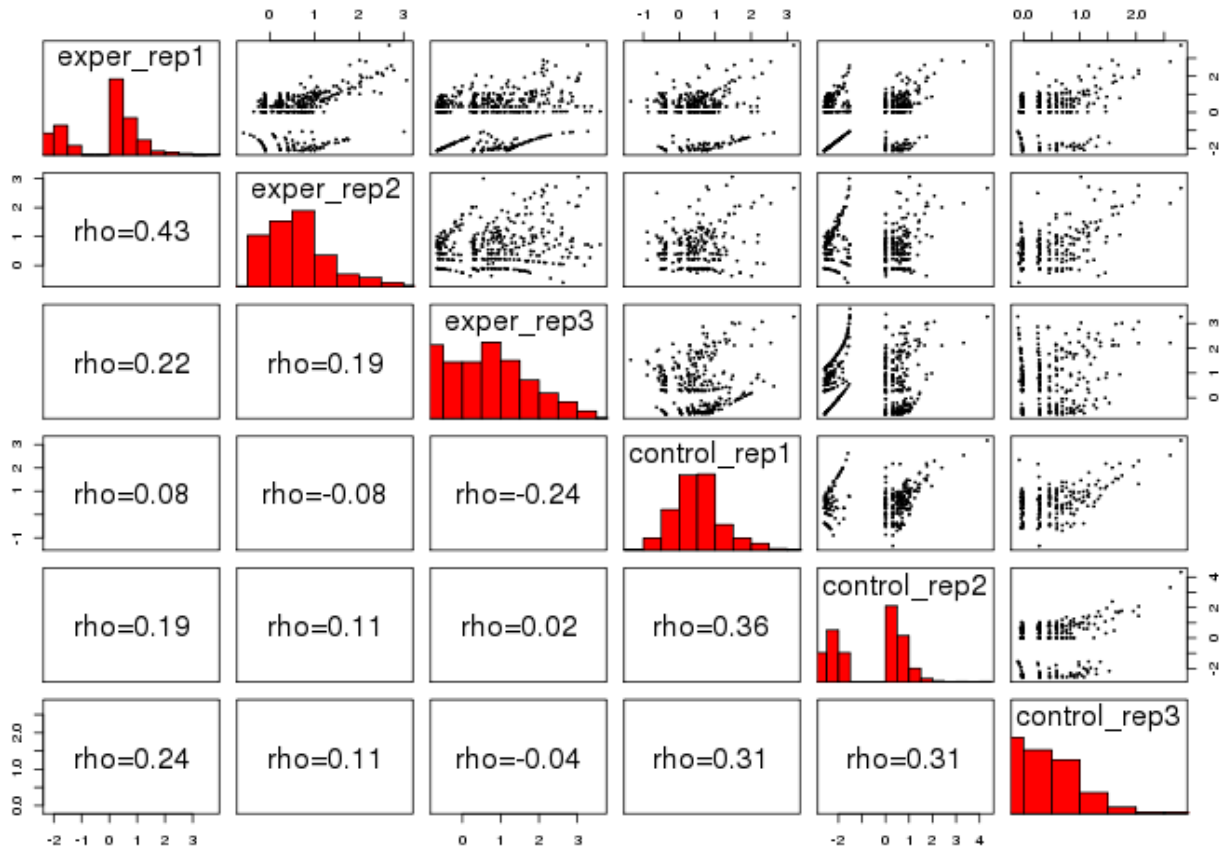 0 1 2 3
-1 0 1 2 3
0.0 1.0 2.0
exper_rep1
-2 0 2
0 1 2 3
exper_rep2
rho=0.43
exper_rep3
rho=0.22
rho=0.19
0 1 2 3
-1 1 2 3
control_rep1
rho=0.08
rho=-0.08
rho=-0.24
control_rep2
rho=0.19
rho=0.11
rho=0.02
rho=0.36
-2 0 2 4
0.0 1.0 2.0
control_rep3
rho=0.24
rho=0.11
rho=-0.04
rho=0.31
rho=0.31
-2 -1 0 1 2 3
0 1 2 3
-2 0 1 2 3 4